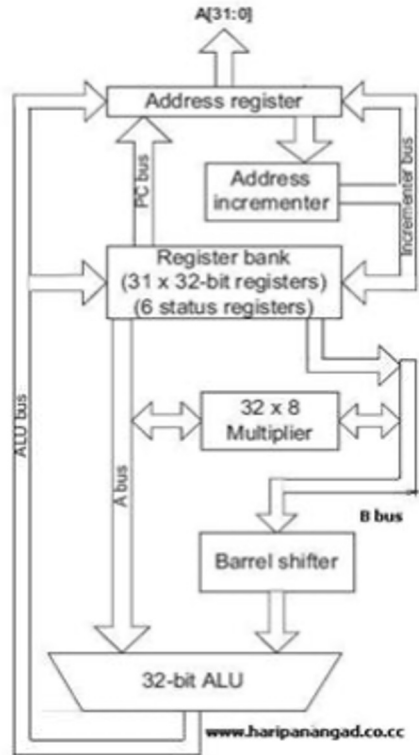 A[31:0]
Address register
PC bus
Address
incrementer
Incrementer bus
Register bank
(31 x 32-bit registers)
(6 status registers)
ALU bus
A bus
32 x 8
Multiplier
B bus
Barrel shifter
32-bit ALU
www.haripanangad.co.cc